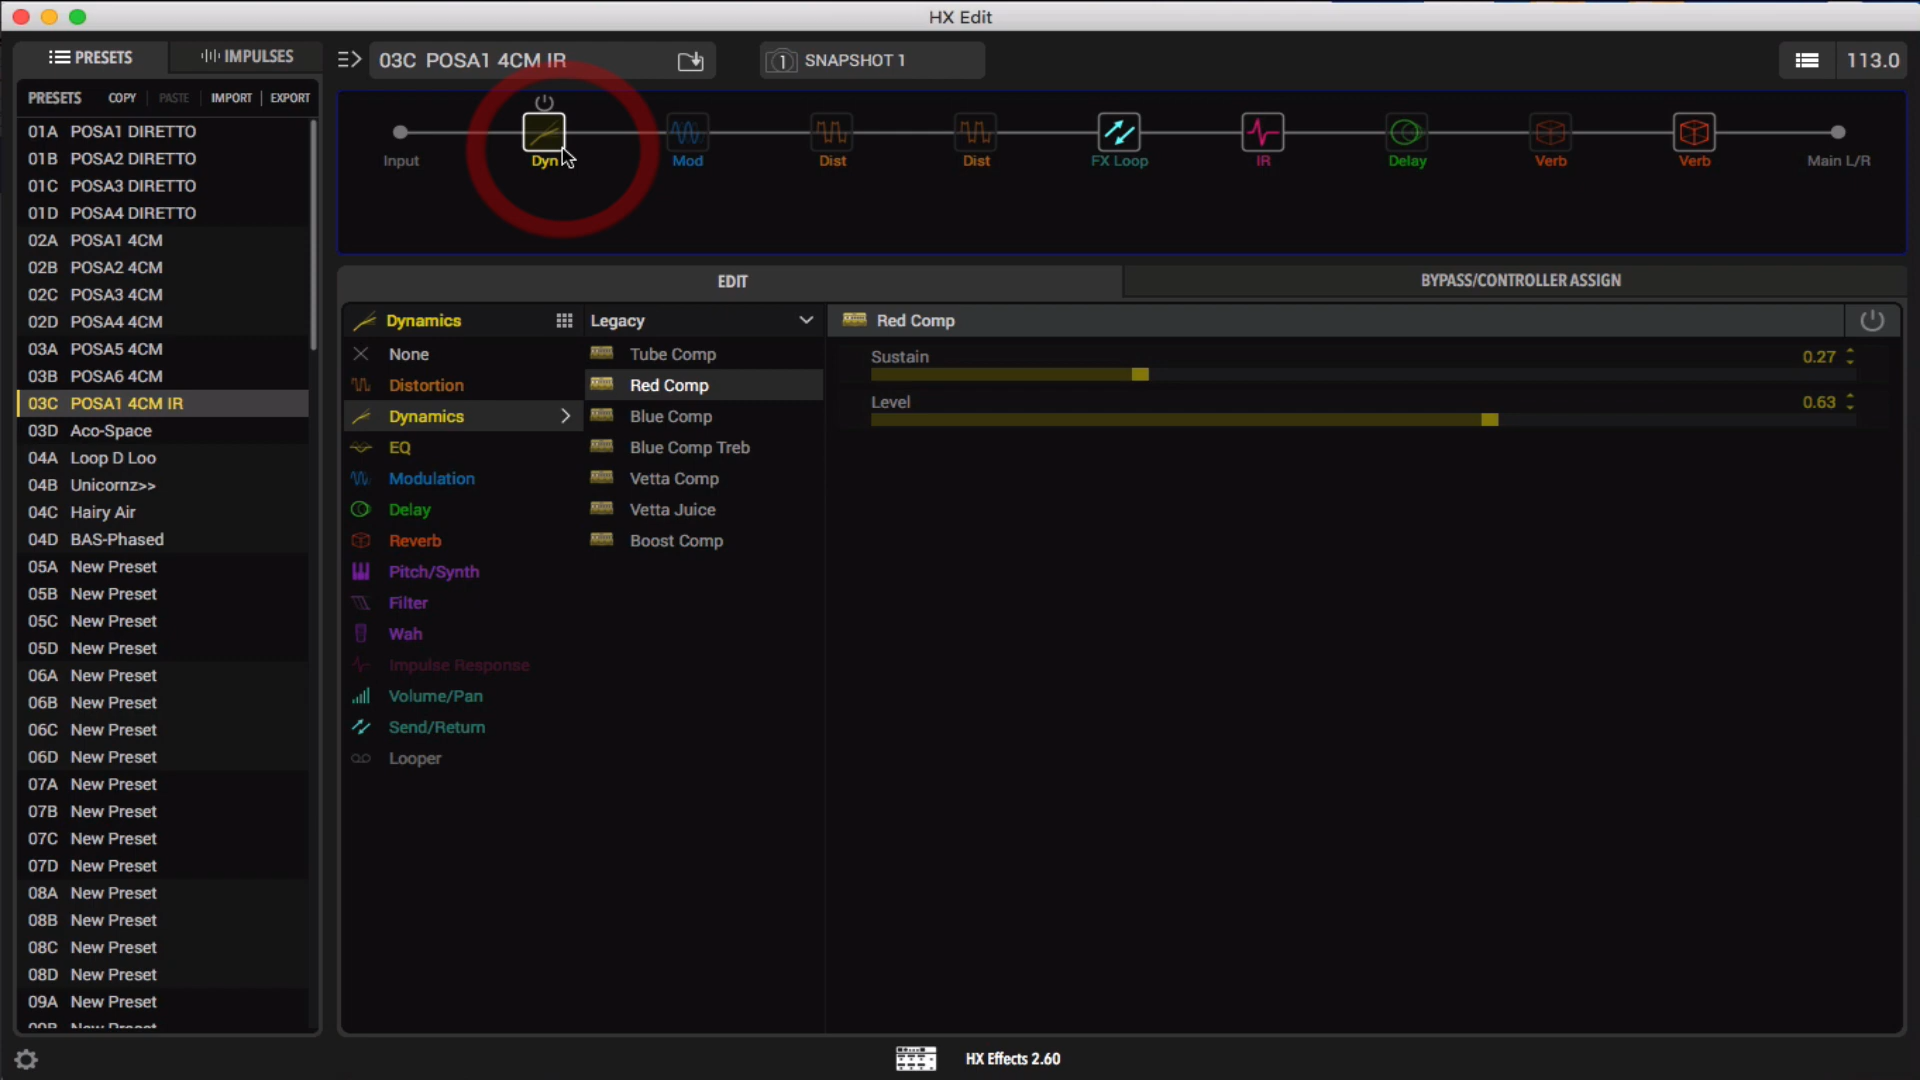 HX Edit
PRESETS
IMPULSES
03C POSA1 4CM IR
1 SNAPSHOT 1
113.0
PRESETS COPY PASTE IMPORT EXPORT
01A POSA1 DIRETTO
01B POSA2 DIRETTO
01C POSA3 DIRETTO
01D POSA4 DIRETTO
02A POSA1 4CM
02B POSA2 4CM
02C POSA3 4CM
02D POSA4 4CM
03A POSA5 4CM
03B POSA6 4CM
03C POSA1 4CM IR
03D Aco-Space
04A Loop D Loo
04B Unicornz>>
04C Hairy Air
04D BAS-Phased
05A New Preset
05B New Preset
05C New Preset
05D New Preset
06A New Preset
06B New Preset
06C New Preset
06D New Preset
07A New Preset
07B New Preset
07C New Preset
07D New Preset
08A New Preset
08B New Preset
08C New Preset
08D New Preset
09A New Preset
09B New Preset
Input Dyn Mod Dist Dist FX Loop IR Delay Verb Verb Main L/R
EDIT
BYPASS/CONTROLLER ASSIGN
Dynamics
None
Distortion
Dynamics
EQ
Modulation
Delay
Reverb
Pitch/Synth
Filter
Wah
Impulse Response
Volume/Pan
Send/Return
Looper
Legacy
Tube Comp
Red Comp
Blue Comp
Blue Comp Treb
Vetta Comp
Vetta Juice
Boost Comp
Red Comp
Sustain 0.27
Level 0.63
HX Effects 2.60